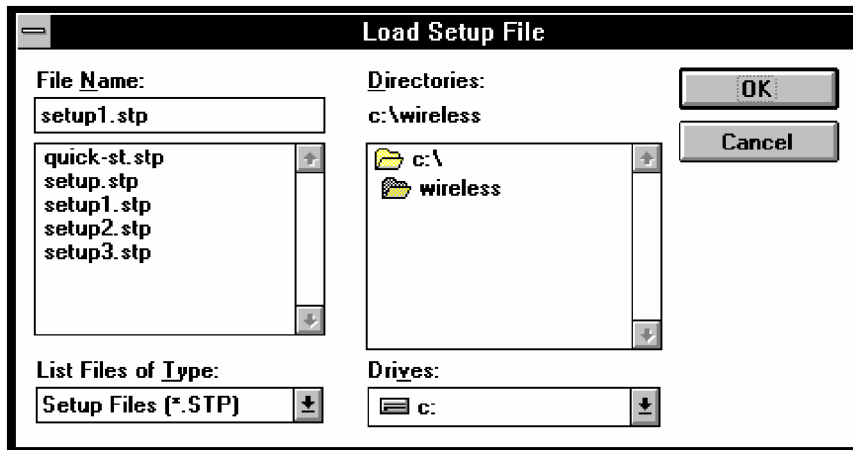 Load Setup File
File Name:
setup1.stp
quick-st.stp
setup.stp
setup1.stp
setup2.stp
setup3.stp
List Files of Type:
Setup Files (*.STP)
Directories:
c:\wireless
c:\
wireless
Drives:
c:
OK
Cancel